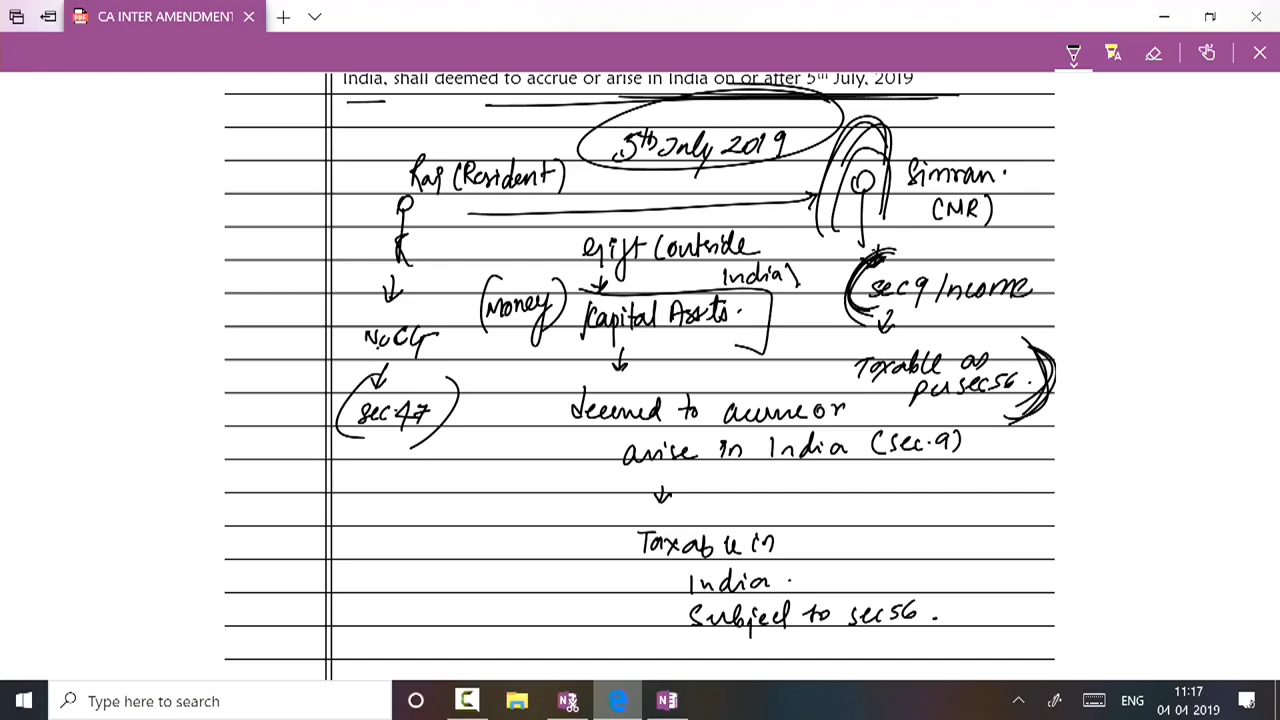 CA INTER AMENDMENT
India, shall deemed to accrue or arise in India on or after 5th July, 2019
5th July 2019
Raj (Resident)
Simran.
(NR)
Gift (outside
India)
(Money)
Capital Assets.
Sec 9 / Income
No CG
Taxable as
per sec 56.
Sec.47
Deemed to accrue or
arise in India (sec.9)
Taxable in
India.
Subject to sec 56.
Type here to search
ENG
11:17
04-04-2019
3